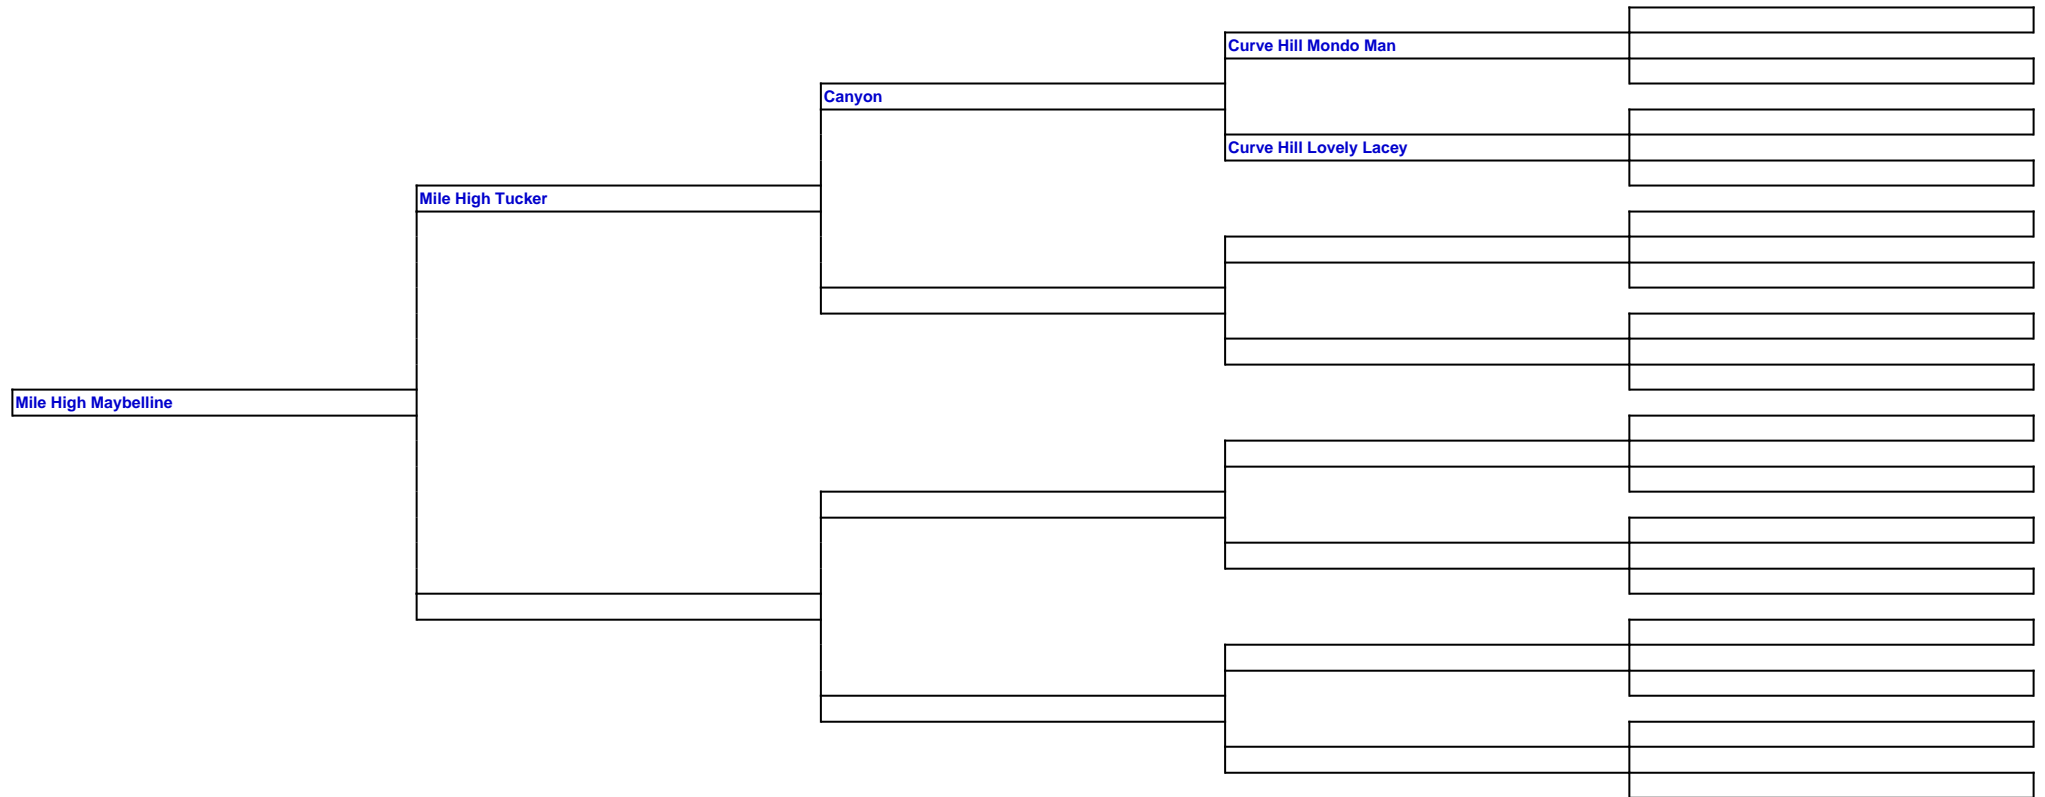 Curve Hill Mondo Man
Canyon
Curve Hill Lovely Lacey
Mile High Tucker
Mile High Maybelline